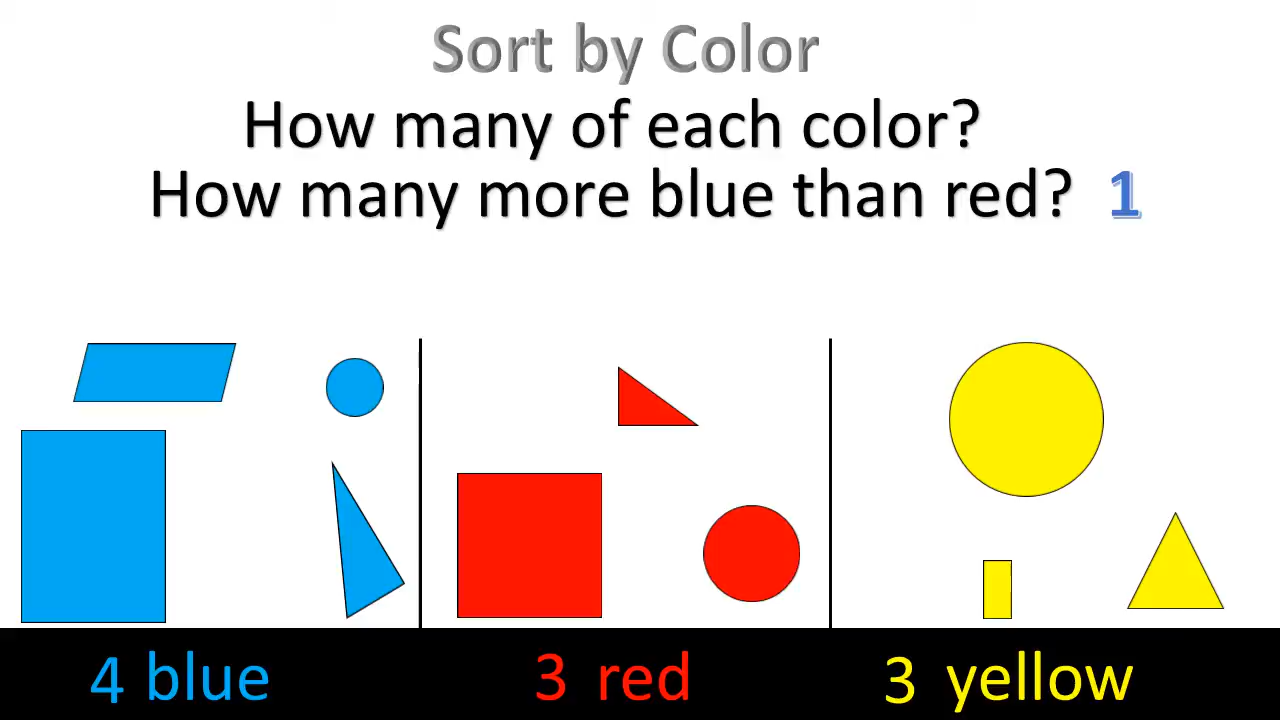 Sort by Color
How many of each color?
How many more blue than red? 1
4 blue 3 red 3 yellow